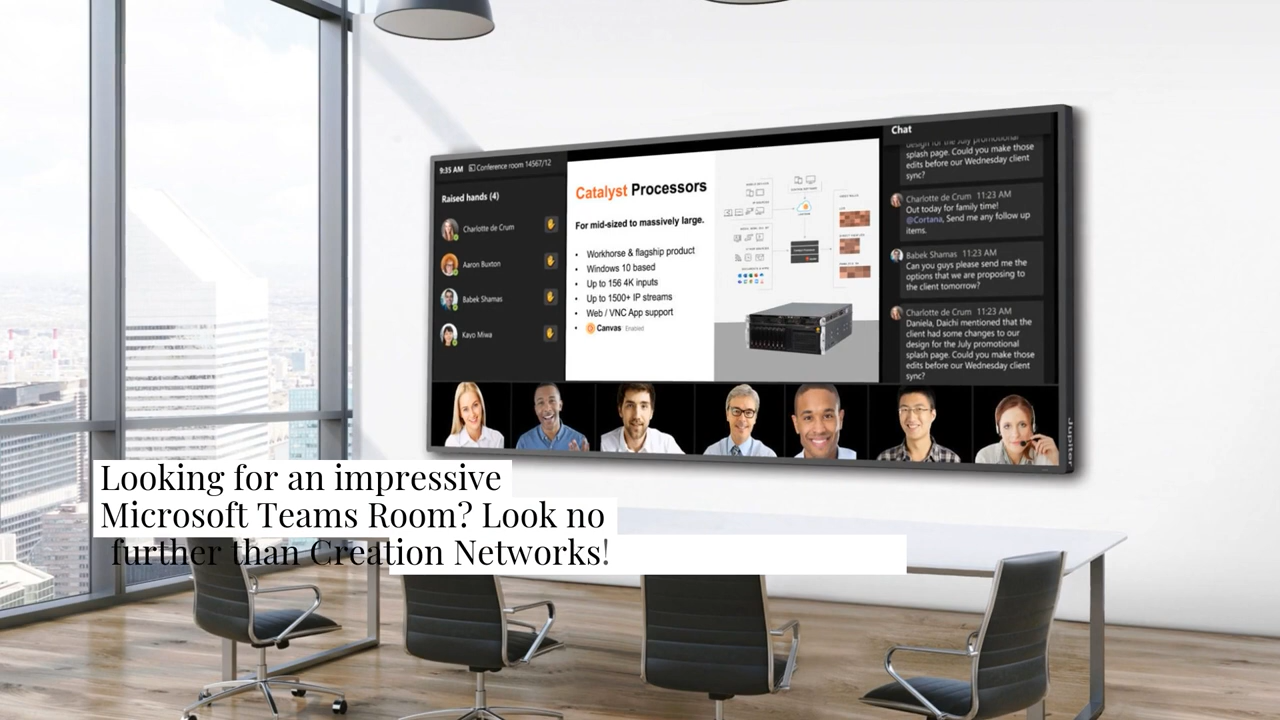 9:35 AM Conference room 14567/12
Raised hands (4)
Charlotte de Crum
Aaron Buxton
Babek Shamas
Kayo Miwa
Catalyst Processors
For mid-sized to massively large.
• Workhorse & flagship product
• Windows 10 based
• Up to 156 4K inputs
• Up to 1500+ IP streams
• Web / VNC App support
• Canvas Enabled
Chat
design for the July promotional
splash page. Could you make those
edits before our Wednesday client
sync?
Charlotte de Crum 11:23 AM
Out today for family time!
@Cortana, Send me any follow up
items.
Babek Shamas 11:23 AM
Can you guys please send me the
options that we are proposing to
the client tomorrow?
Charlotte de Crum 11:23 AM
Daniela, Daichi mentioned that the
client had some changes to our
design for the July promotional
splash page. Could you make those
edits before our Wednesday client
sync?
Jupiter
Looking for an impressive
Microsoft Teams Room? Look no
further than Creation Networks!